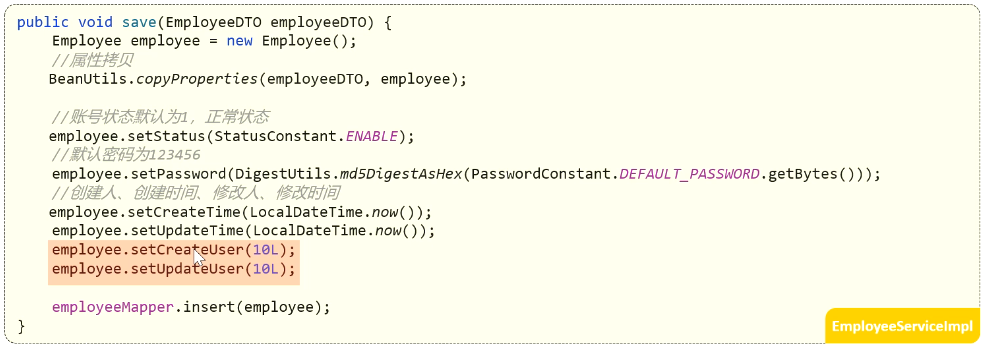 public void save(EmployeeDTO employeeDTO) {
    Employee employee = new Employee();
    //属性拷贝
    BeanUtils.copyProperties(employeeDTO, employee);
    //账号状态默认为1，正常状态
    employee.setStatus(StatusConstant.ENABLE);
    //默认密码为123456
    employee.setPassword(DigestUtils.md5DigestAsHex(PasswordConstant.DEFAULT_PASSWORD.getBytes()));
    //创建人、创建时间、修改人、修改时间
    employee.setCreateTime(LocalDateTime.now());
    employee.setUpdateTime(LocalDateTime.now());
    employee.setCreateUser(10L);
    employee.setUpdateUser(10L);
    employeeMapper.insert(employee);
}
EmployeeServiceImpl